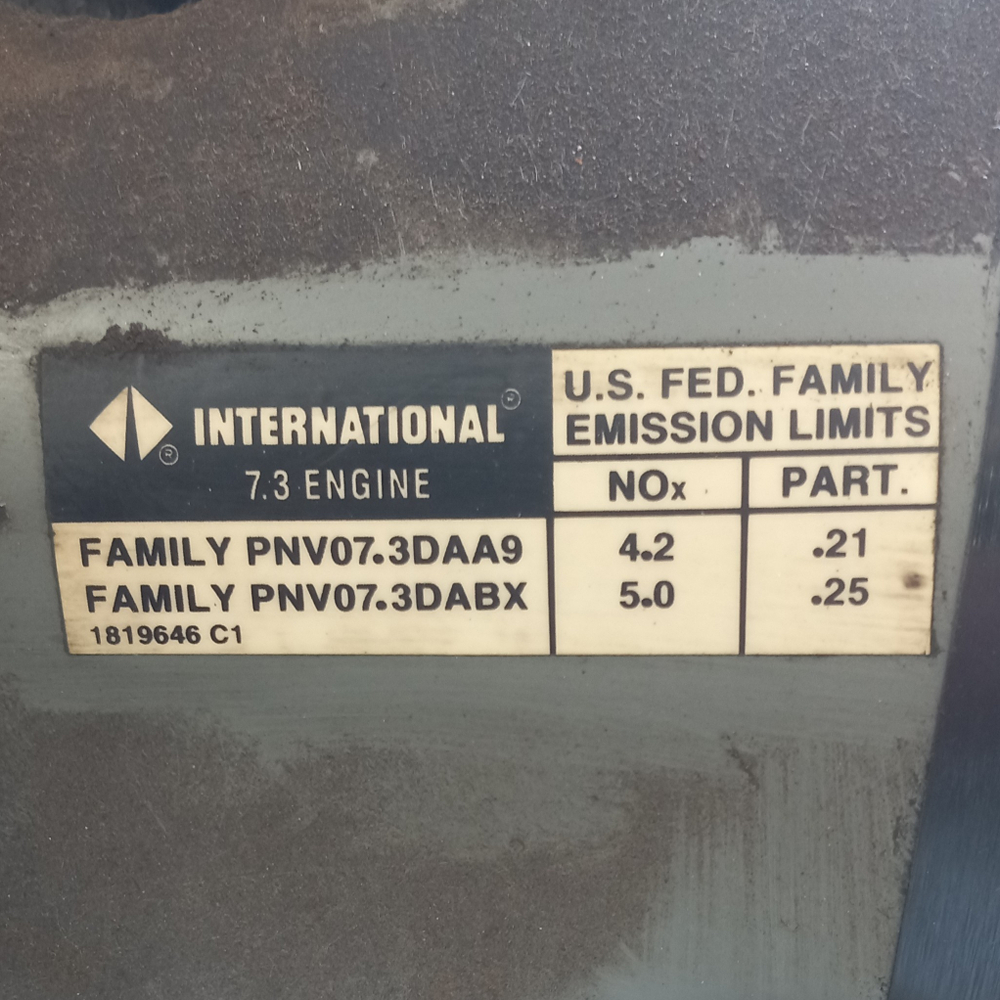 INTERNATIONAL®
®
7.3 ENGINE
U.S. FED. FAMILY
EMISSION LIMITS
NOx PART.
FAMILY PNV07.3DAA9 4.2 .21
FAMILY PNV07.3DABX 5.0 .25
1819646 C1